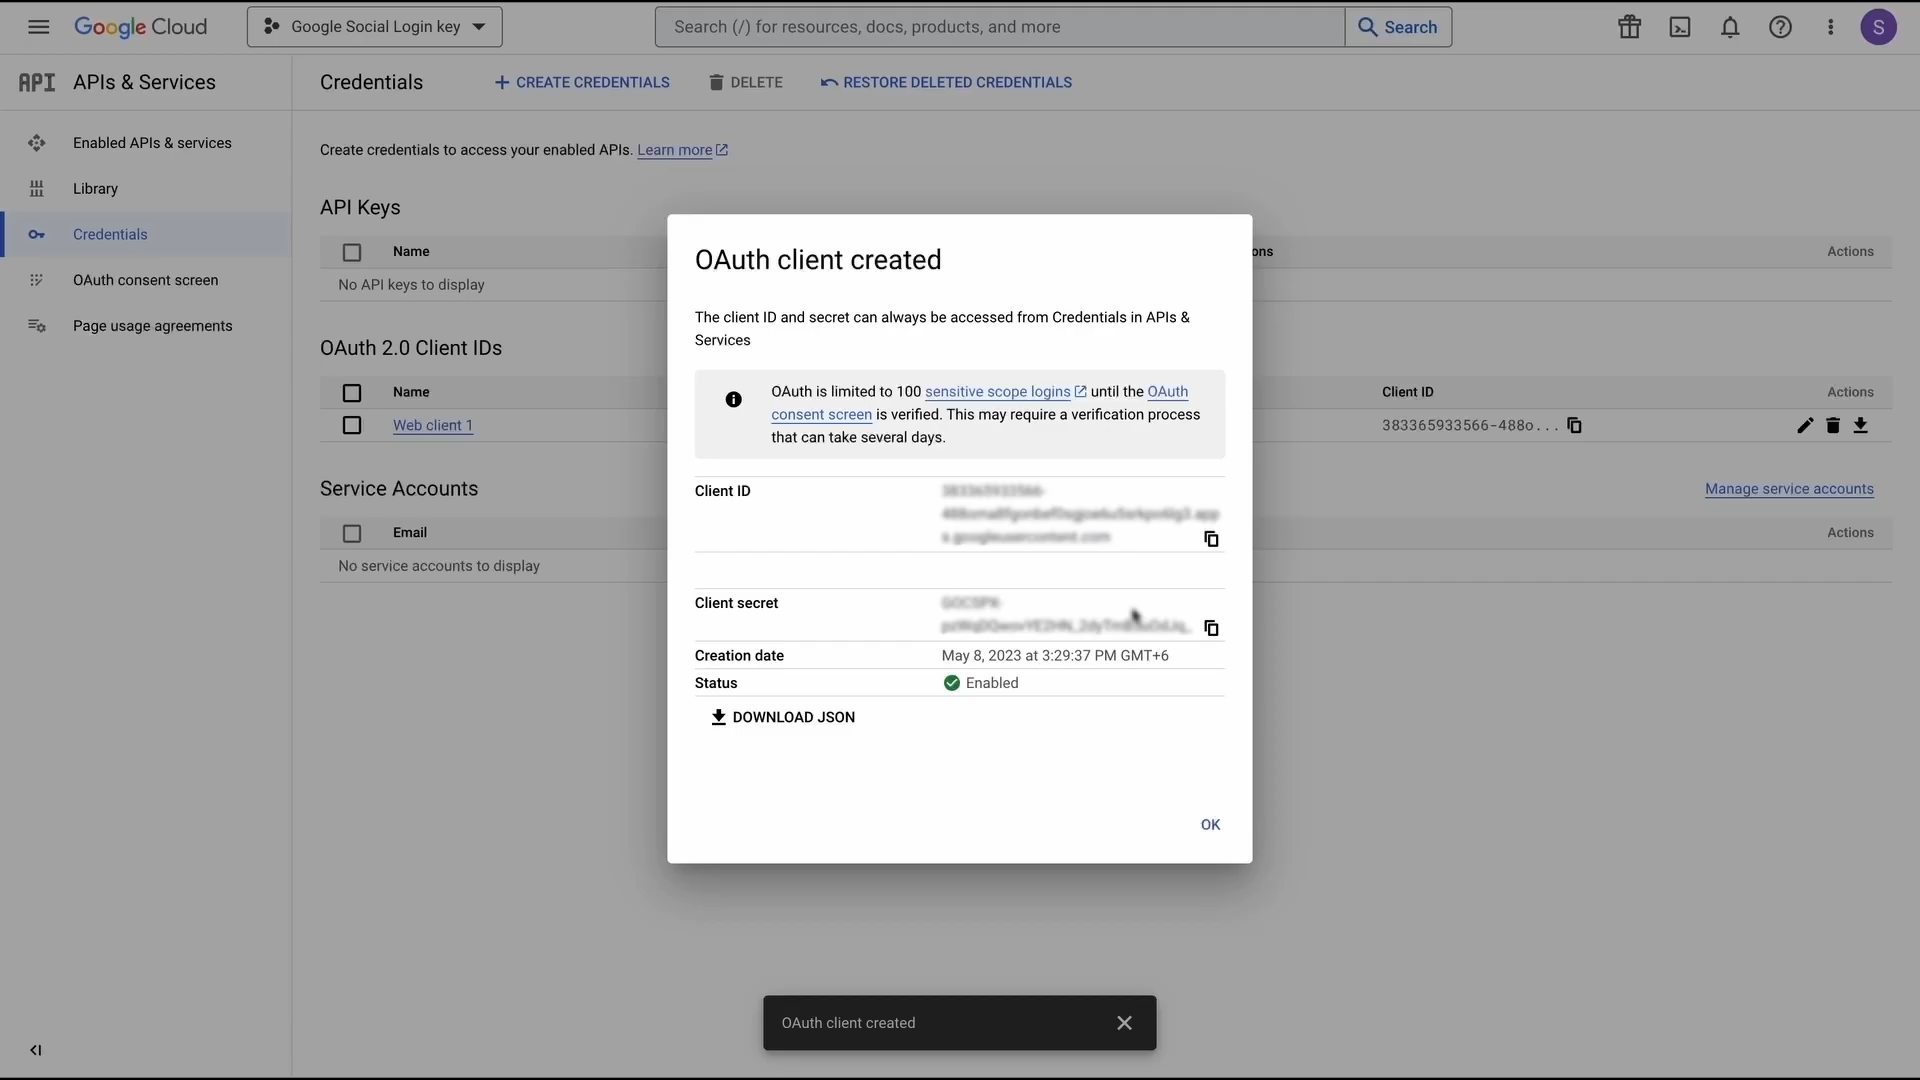 Google Cloud
Google Social Login key
Search (/) for resources, docs, products, and more
Search
S
API APIs & Services
Credentials
CREATE CREDENTIALS
DELETE
RESTORE DELETED CREDENTIALS
Enabled APIs & services
Library
Credentials
OAuth consent screen
Page usage agreements
Create credentials to access your enabled APIs. Learn more
API Keys
Name
ons
Actions
No API keys to display
OAuth 2.0 Client IDs
Name
Client ID
Actions
Web client 1
383365933566-488o...
Service Accounts
Manage service accounts
Email
Actions
No service accounts to display
OAuth client created
The client ID and secret can always be accessed from Credentials in APIs &
Services
OAuth is limited to 100 sensitive scope logins until the OAuth
consent screen is verified. This may require a verification process
that can take several days.
Client ID
Client secret
Creation date
May 8, 2023 at 3:29:37 PM GMT+6
Status
Enabled
DOWNLOAD JSON
OK
OAuth client created